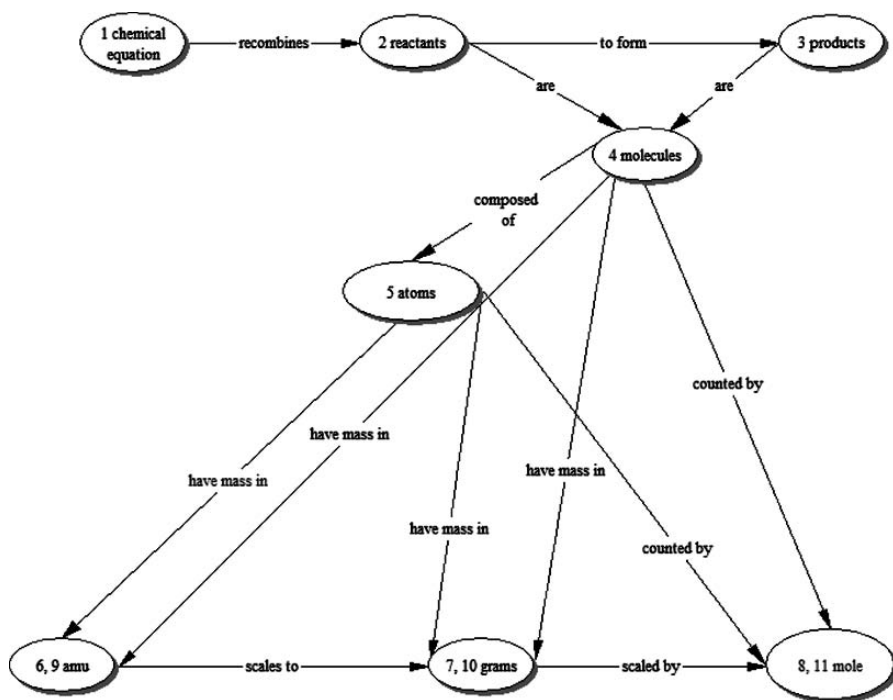 1 chemical
equation
recombines
2 reactants
to form
3 products
are
are
4 molecules
composed
of
5 atoms
counted by
have mass in
have mass in
have mass in
have mass in
counted by
6, 9 amu
scales to
7, 10 grams
scaled by
8, 11 mole